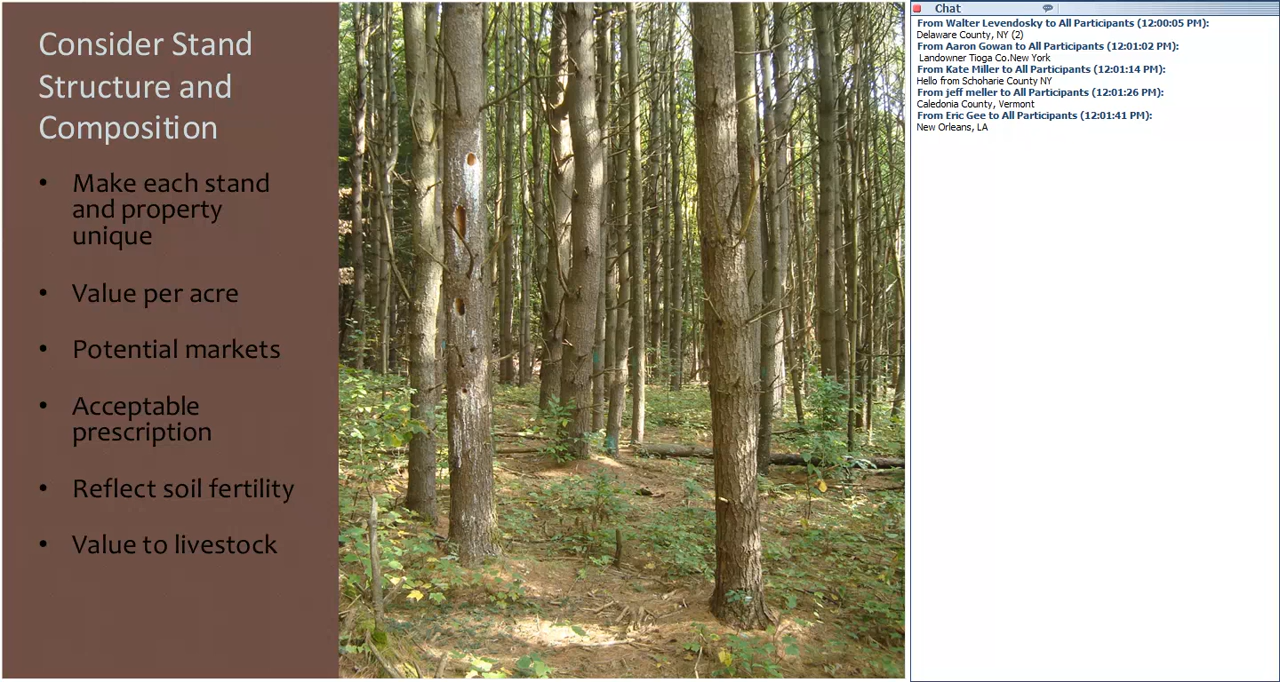 Consider Stand
Structure and
Composition
• Make each stand
and property
unique
• Value per acre
• Potential markets
• Acceptable
prescription
• Reflect soil fertility
• Value to livestock
Chat
From Walter Levendosky to All Participants (12:00:05 PM):
Delaware County, NY (2)
From Aaron Gowan to All Participants (12:01:02 PM):
Landowner Tioga Co.New York
From Kate Miller to All Participants (12:01:14 PM):
Hello from Schoharie County NY
From jeff meller to All Participants (12:01:26 PM):
Caledonia County, Vermont
From Eric Gee to All Participants (12:01:41 PM):
New Orleans, LA